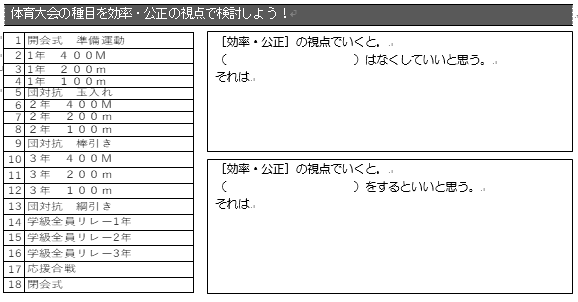 体育大会の種目を効率・公正の視点で検討しよう！
1 開会式　準備運動
2 1年　４００M
3 1年　２００ｍ
4 1年　１００ｍ
5 団対抗　玉入れ
6 ２年　４００M
7 ２年　２００ｍ
8 ２年　１００ｍ
9 団対抗　棒引き
10 ３年　４００M
11 ３年　２００ｍ
12 ３年　１００ｍ
13 団対抗　綱引き
14 学級全員リレー1年
15 学級全員リレー2年
16 学級全員リレー3年
17 応援合戦
18 閉会式
［効率・公正］の視点でいくと，
（　　　　　　　　　　）はなくしていいと思う。
それは
［効率・公正］の視点でいくと，
（　　　　　　　　　　）をするといいと思う。
それは